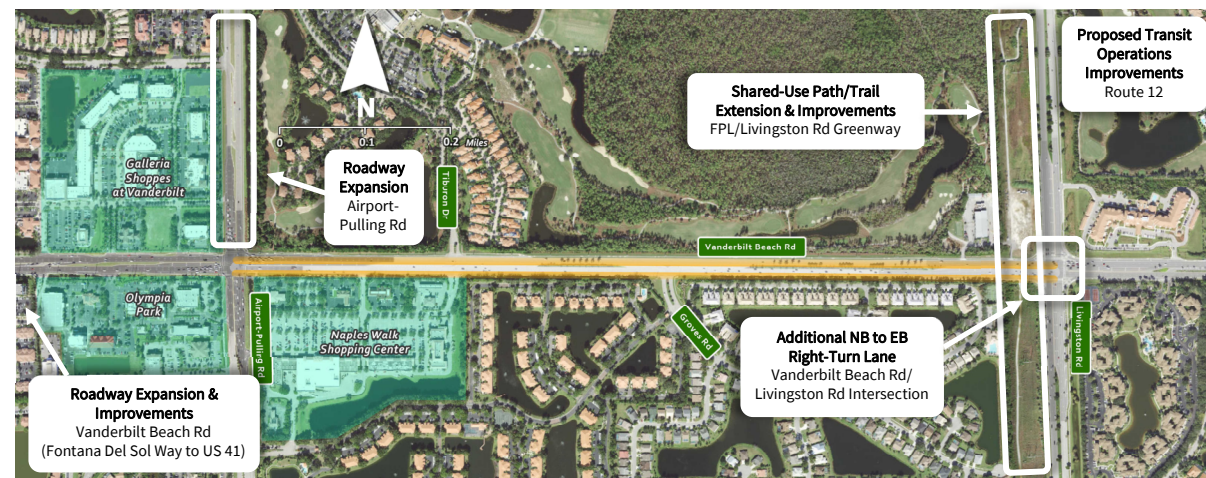 Proposed Transit
Operations
Improvements
Route 12
Shared-Use Path/Trail
Extension & Improvements
FPL/Livingston Rd Greenway
N
0 0.1 0.2 Miles
Galleria
Shoppes
at Vanderbilt
Roadway
Expansion
Airport-
Pulling Rd
Tiburon Dr
Vanderbilt Beach Rd
Olympia
Park
Airport-Pulling Rd
Naples Walk
Shopping Center
Groves Rd
Livingston Rd
Additional NB to EB
Right-Turn Lane
Vanderbilt Beach Rd/
Livingston Rd Intersection
Roadway Expansion &
Improvements
Vanderbilt Beach Rd
(Fontana Del Sol Way to US 41)